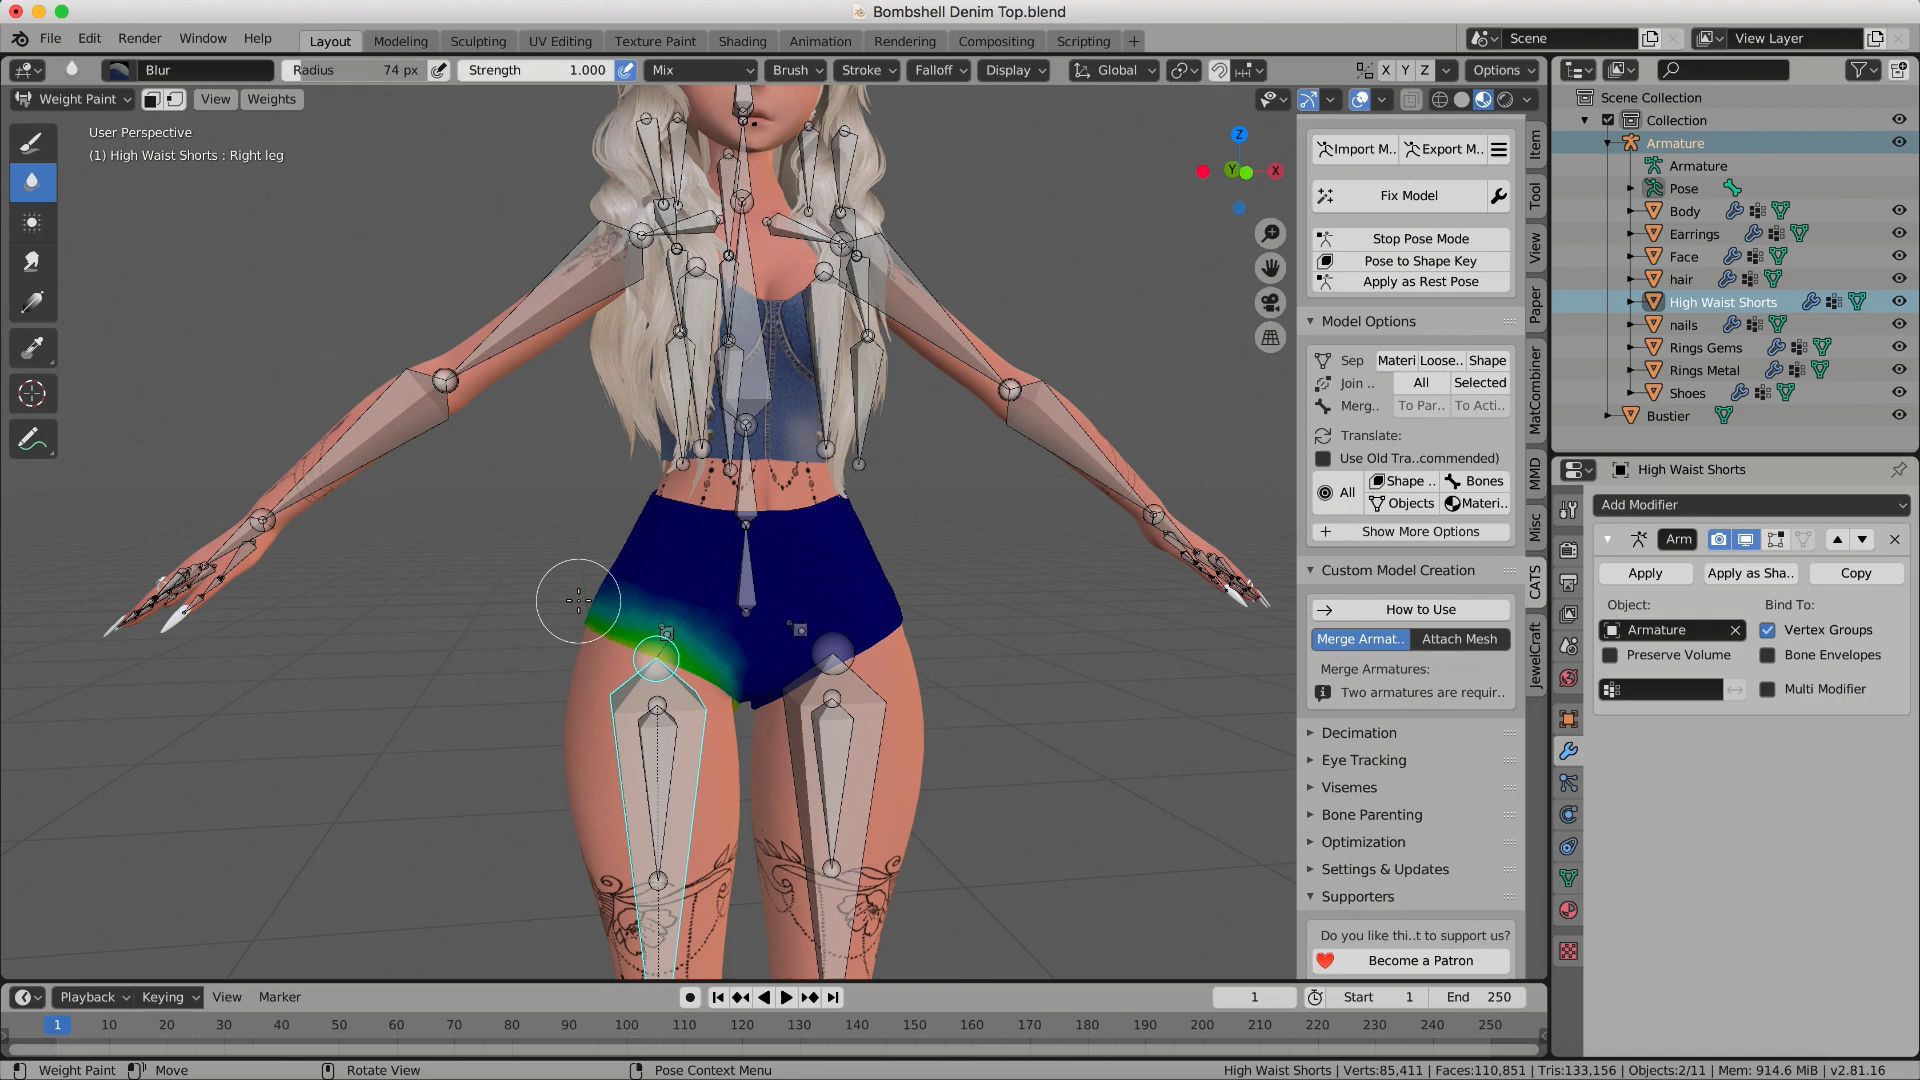 Bombshell Denim Top.blend
File Edit Render Window Help Layout Modeling Sculpting UV Editing Texture Paint Shading Animation Rendering Compositing Scripting + Scene View Layer
Blur Radius 74 px Strength 1.000 Mix Brush Stroke Falloff Display Global X Y Z Options
Weight Paint View Weights
User Perspective
(1) High Waist Shorts : Right leg
Z
Y
X
Import M.. Export M..
Fix Model
Stop Pose Mode
Pose to Shape Key
Apply as Rest Pose
Model Options
Sep Materi Loose.. Shape
Join .. All Selected
Merg.. To Par.. To Acti..
Translate:
Use Old Tra..commended)
All Shape .. Bones
Objects Materi..
+ Show More Options
Custom Model Creation
How to Use
Merge Armat.. Attach Mesh
Merge Armatures:
Two armatures are requir..
Decimation
Eye Tracking
Visemes
Bone Parenting
Optimization
Settings & Updates
Supporters
Do you like thi..t to support us?
Become a Patron
Item
Tool
View
Paper
MatCombiner
MMD
Misc
CATS
JewelCraft
Scene Collection
Collection
Armature
Armature
Pose
Body
Earrings
Face
hair
High Waist Shorts
nails
Rings Gems
Rings Metal
Shoes
Bustier
High Waist Shorts
Add Modifier
Arm
Apply Apply as Sha.. Copy
Object: Bind To:
Armature Vertex Groups
Preserve Volume Bone Envelopes
Multi Modifier
Playback Keying View Marker 1 Start 1 End 250
1 10 20 30 40 50 60 70 80 90 100 110 120 130 140 150 160 170 180 190 200 210 220 230 240 250
Weight Paint Move Rotate View Pose Context Menu High Waist Shorts | Verts:85,411 | Faces:110,851 | Tris:133,156 | Objects:2/11 | Mem: 914.6 MiB | v2.81.16